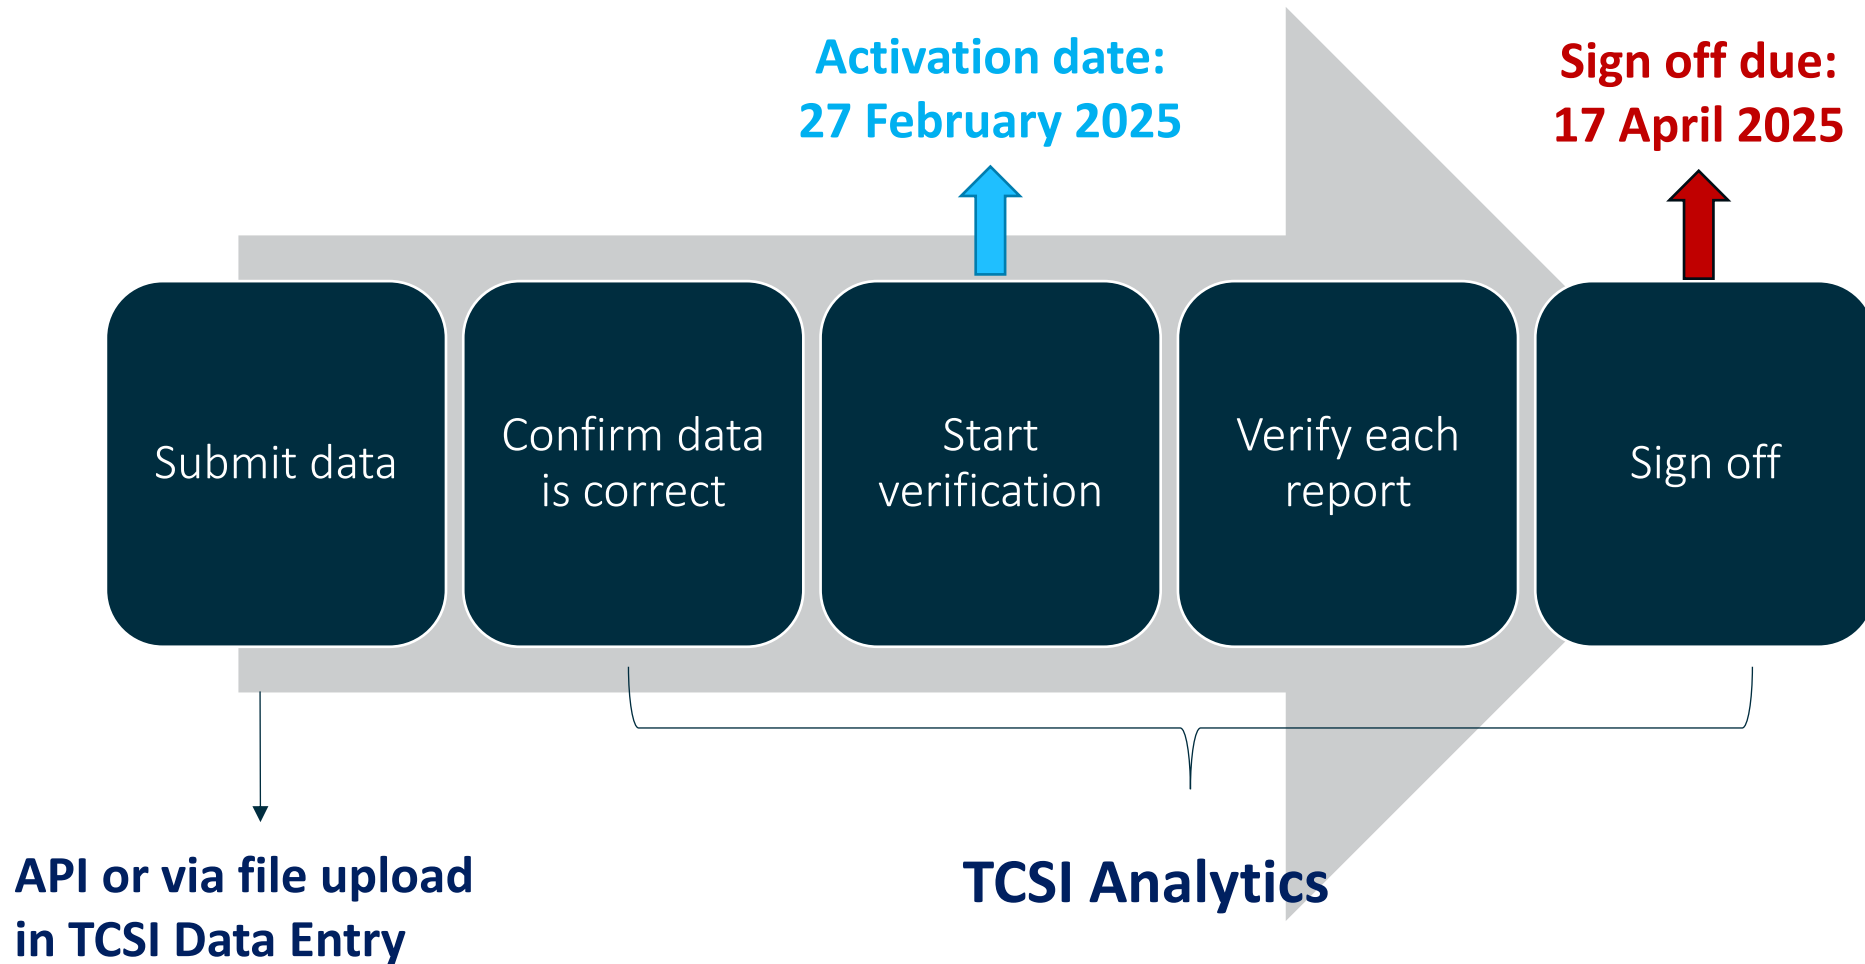 Activation date:
27 February 2025
Sign off due:
17 April 2025
Submit data
Confirm data
is correct
Start
verification
Verify each
report
Sign off
API or via file upload
in TCSI Data Entry
TCSI Analytics